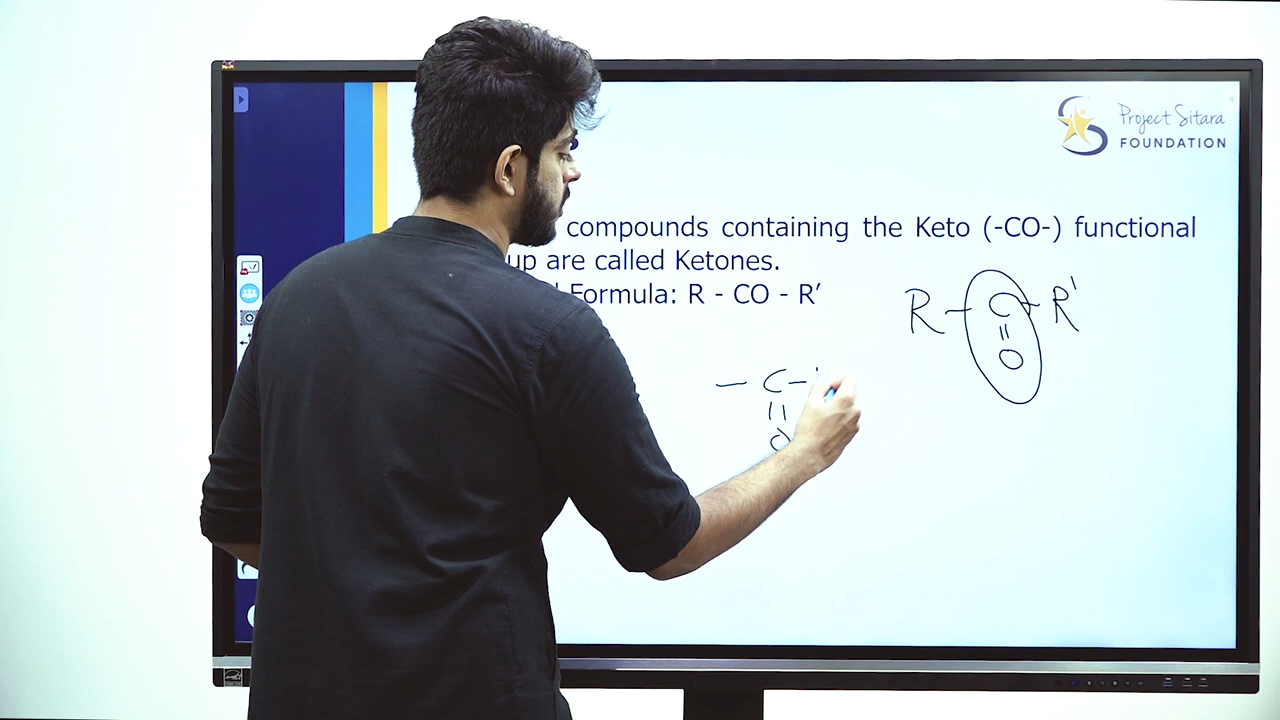 Project Sitara
FOUNDATION
compounds containing the Keto (-CO-) functional
up are called Ketones.
Formula: R - CO - R′
R - C - R'
=
O
- C -
=
O